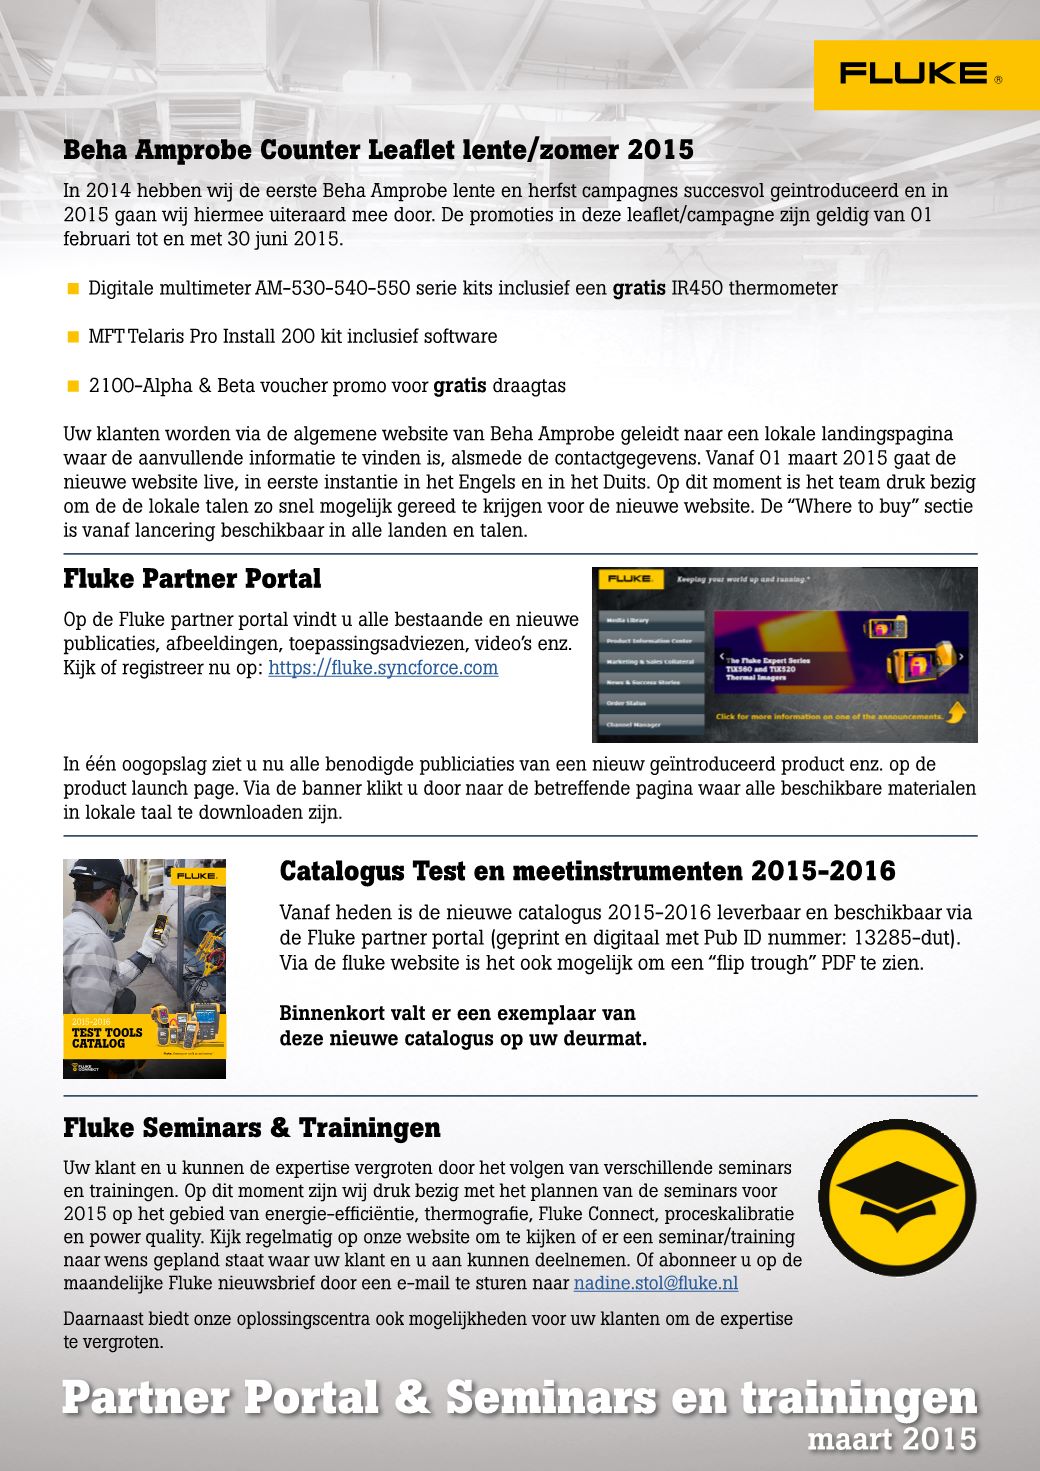 FLUKE®
Beha Amprobe Counter Leaflet lente/zomer 2015
In 2014 hebben wij de eerste Beha Amprobe lente en herfst campagnes succesvol geintroduceerd en in
2015 gaan wij hiermee uiteraard mee door. De promoties in deze leaflet/campagne zijn geldig van 01
februari tot en met 30 juni 2015.
Digitale multimeter AM-530-540-550 serie kits inclusief een gratis IR450 thermometer
MFT Telaris Pro Install 200 kit inclusief software
2100-Alpha & Beta voucher promo voor gratis draagtas
Uw klanten worden via de algemene website van Beha Amprobe geleidt naar een lokale landingspagina
waar de aanvullende informatie te vinden is, alsmede de contactgegevens. Vanaf 01 maart 2015 gaat de
nieuwe website live, in eerste instantie in het Engels en in het Duits. Op dit moment is het team druk bezig
om de de lokale talen zo snel mogelijk gereed te krijgen voor de nieuwe website. De “Where to buy” sectie
is vanaf lancering beschikbaar in alle landen en talen.
Fluke Partner Portal
Op de Fluke partner portal vindt u alle bestaande en nieuwe
publicaties, afbeeldingen, toepassingsadviezen, video’s enz.
Kijk of registreer nu op: https://fluke.syncforce.com
FLUKE. Keeping your world up and running.®
Media Library
Product Information Center
Marketing & Sales Collateral
News & Success Stories
Order Status
Channel Manager
The Fluke Expert Series
TiX560 and TiX520
Thermal Imagers
Click for more information on one of the announcements.
In één oogopslag ziet u nu alle benodigde publiciaties van een nieuw geïntroduceerd product enz. op de
product launch page. Via de banner klikt u door naar de betreffende pagina waar alle beschikbare materialen
in lokale taal te downloaden zijn.
FLUKE.
2015-2016
TEST TOOLS
CATALOG
FLUKE
CONNECT
Catalogus Test en meetinstrumenten 2015-2016
Vanaf heden is de nieuwe catalogus 2015-2016 leverbaar en beschikbaar via
de Fluke partner portal (geprint en digitaal met Pub ID nummer: 13285-dut).
Via de fluke website is het ook mogelijk om een “flip trough” PDF te zien.
Binnenkort valt er een exemplaar van
deze nieuwe catalogus op uw deurmat.
Fluke Seminars & Trainingen
Uw klant en u kunnen de expertise vergroten door het volgen van verschillende seminars
en trainingen. Op dit moment zijn wij druk bezig met het plannen van de seminars voor
2015 op het gebied van energie-efficiëntie, thermografie, Fluke Connect, proceskalibratie
en power quality. Kijk regelmatig op onze website om te kijken of er een seminar/training
naar wens gepland staat waar uw klant en u aan kunnen deelnemen. Of abonneer u op de
maandelijke Fluke nieuwsbrief door een e-mail te sturen naar nadine.stol@fluke.nl
Daarnaast biedt onze oplossingscentra ook mogelijkheden voor uw klanten om de expertise
te vergroten.
Partner Portal & Seminars en trainingen
maart 2015